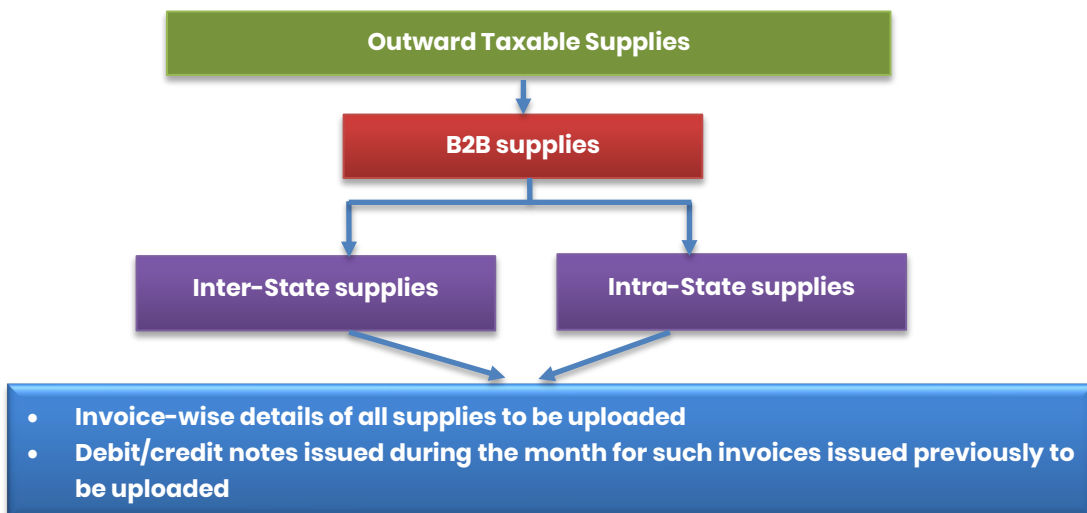 Outward Taxable Supplies
B2B supplies
Inter-State supplies
Intra-State supplies
• Invoice-wise details of all supplies to be uploaded
• Debit/credit notes issued during the month for such invoices issued previously to
be uploaded